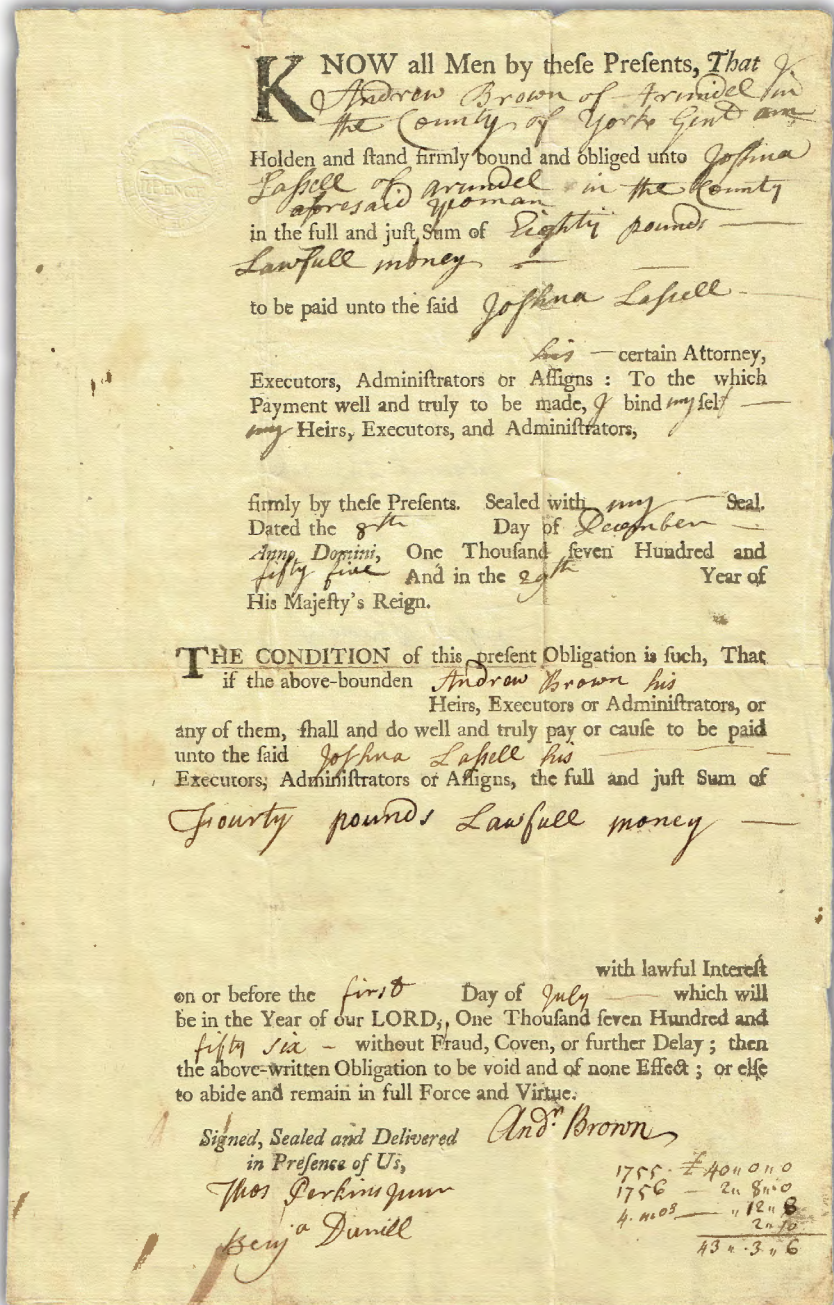 KNOW all Men by theſe Preſents, That I
Andrew Brown of Arundel in
the County of York Gent am
Holden and ſtand firmly bound and obliged unto Joſhua
Laſsell of arundel in the County
aforesaid yoman
in the full and juſt Sum of Eighty pounds —
Lawfull money — —
to be paid unto the ſaid Joſhua Laſsell —
his — certain Attorney,
Executors, Adminiſtrators or Aſſigns : To the which
Payment well and truly to be made, I bind my ſelf —
my Heirs, Executors, and Adminiſtrators,
firmly by theſe Preſents. Sealed with my — Seal.
Dated the 8th Day of December —
Anno Domini, One Thouſand ſeven Hundred and
fifty five And in the 29th Year of
His Majeſty's Reign.
THE CONDITION of this preſent Obligation is ſuch, That
if the above-bounden Andrew Brown his
Heirs, Executors or Adminiſtrators, or
any of them, ſhall and do well and truly pay or cauſe to be paid
unto the ſaid Joſhua Laſsell his —
Executors, Adminiſtrators or Aſſigns, the full and juſt Sum of
Fourty pounds Lawfull money —
with lawful Intereſt
on or before the first Day of July — which will
be in the Year of our LORD, One Thouſand ſeven Hundred and
fifty six — without Fraud, Coven, or further Delay ; then
the above-written Obligation to be void and of none Effect ; or elſe
to abide and remain in full Force and Virtue.
Signed, Sealed and Delivered Andr Brown
in Preſence of Us,
Thos Perkins junr
Benja Durrill
1755 · £40 „ 0 „ 0
1756 — 2 „ 8 „ 0
4. mos — „ 12 „ 8
2 „ 10
43 „ 3 „ 6